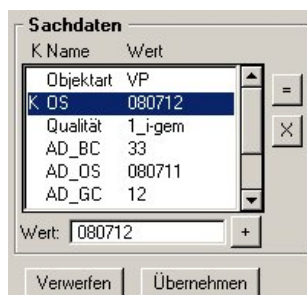 Sachdaten
K Name Wert
Objektart VP
K OS 080712
Qualität 1_i-gem
AD_BC 33
AD_OS 080711
AD_GC 12
=
X
Wert: 080712 +
Verwerfen Übernehmen